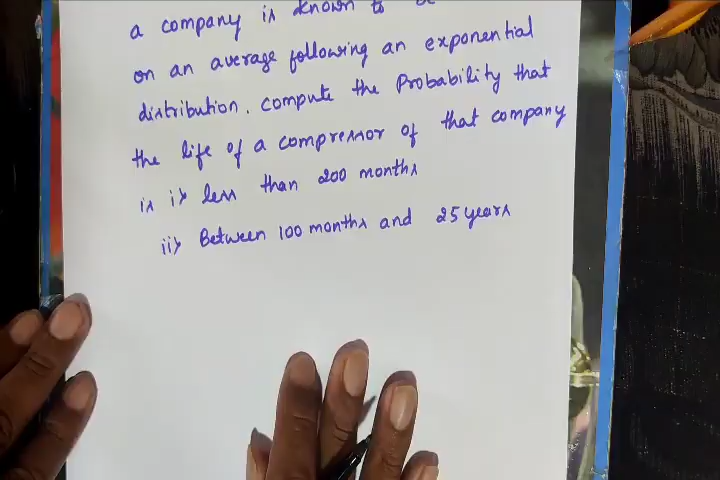 a company is known to
on an average following an exponential
distribution. compute the Probability that
the life of a compressor of that company
is i> less than 200 months
ii> Between 100 months and 25 years